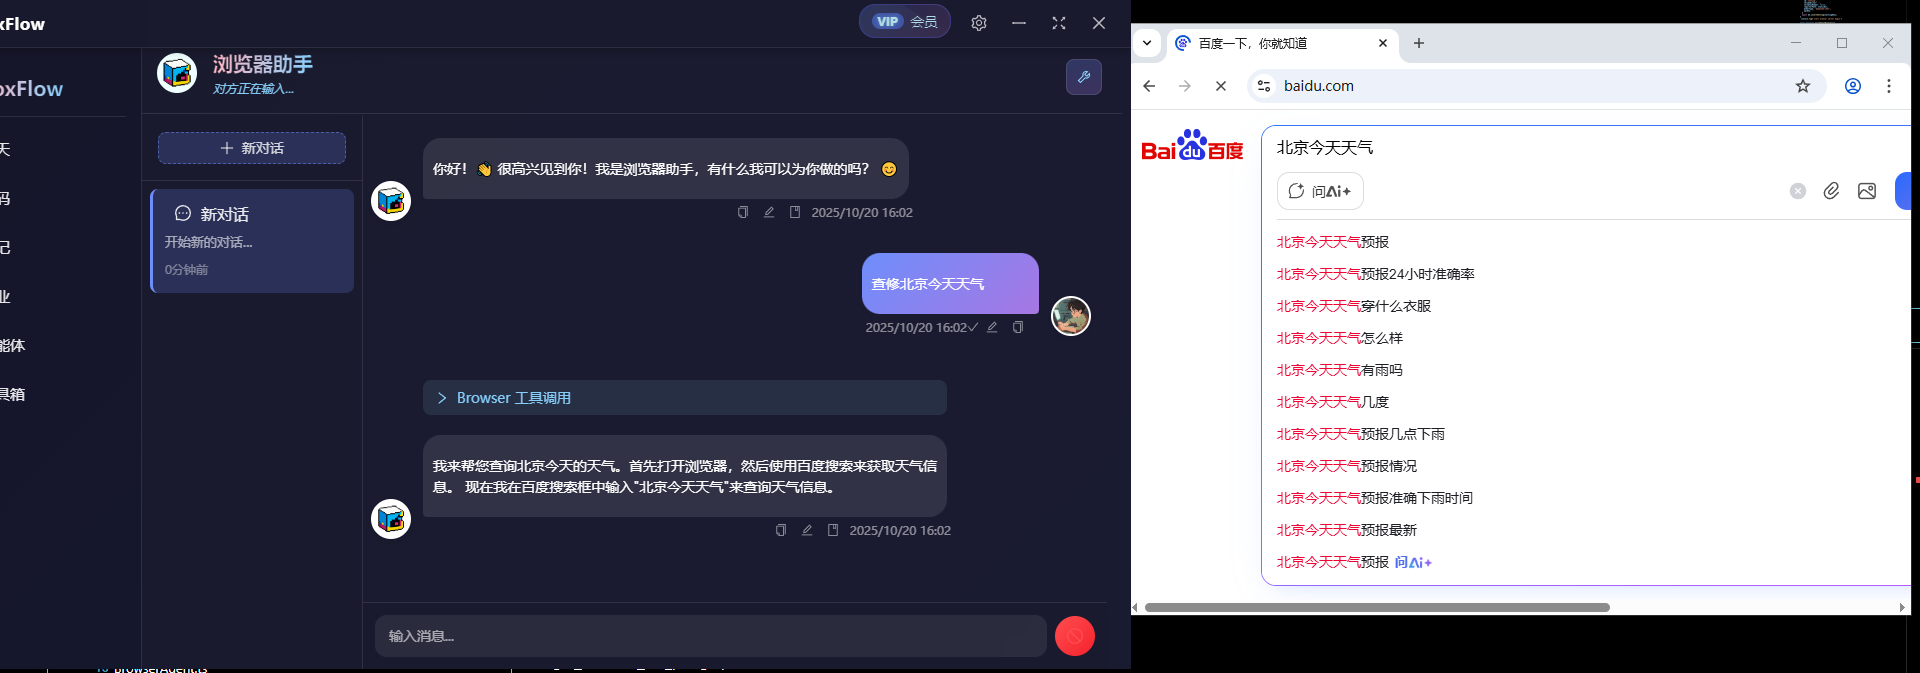 xFlow
VIP 会员
oxFlow
天
码
记
业
能体
具箱
浏览器助手
对方正在输入...
新对话
新对话
开始新的对话...
0分钟前
你好！👋 很高兴见到你！我是浏览器助手，有什么我可以为你做的吗？ 😊
2025/10/20 16:02
查修北京今天天气
2025/10/20 16:02
Browser 工具调用
我来帮您查询北京今天的天气。首先打开浏览器，然后使用百度搜索来获取天气信
息。 现在我在百度搜索框中输入"北京今天天气"来查询天气信息。
2025/10/20 16:02
输入消息...
BrowserAgent.ts
百度一下，你就知道
baidu.com
Bai du 百度
北京今天天气
问Ai+
北京今天天气预报
北京今天天气预报24小时准确率
北京今天天气穿什么衣服
北京今天天气怎么样
北京今天天气有雨吗
北京今天天气几度
北京今天天气预报几点下雨
北京今天天气预报情况
北京今天天气预报准确下雨时间
北京今天天气预报最新
北京今天天气预报 问Ai+